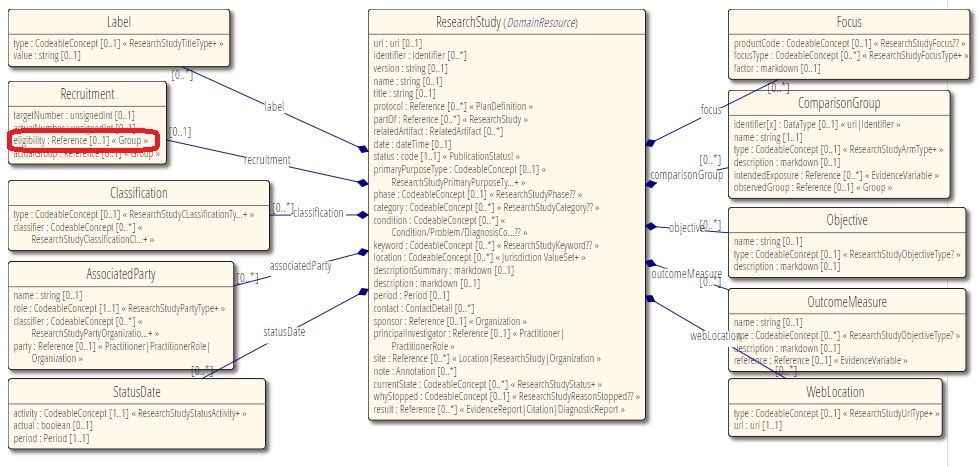 Label
type : CodeableConcept [0..1] « ResearchStudyTitleType+ »
value : string [0..1]
[0..*]
label
Recruitment
targetNumber : unsignedInt [0..1]
actualNumber : unsignedInt [0..1]
eligibility : Reference [0..1] « Group »
actualGroup : Reference [0..1] « Group »
[0..1]
recruitment
Classification
type : CodeableConcept [0..1] « ResearchStudyCLassificationTy...+ »
classifier : CodeableConcept [0..*] «
ResearchStudyClassificationCl...+ »
[0..*]
classification
AssociatedParty
name : string [0..1]
role : CodeableConcept [1..1] « ResearchStudyPartyType+ »
classifier : CodeableConcept [0..*] «
ResearchStudyPartyOrganizatio...+ »
party : Reference [0..1] « Practitioner|PractitionerRole|
Organization »
[0..*]
associatedParty
StatusDate
activity : CodeableConcept [1..1] « ResearchStudyStatusActivity+ »
actual : boolean [0..1]
period : Period [1..1]
[0..*]
statusDate
ResearchStudy (DomainResource)
url : uri [0..1]
identifier : Identifier [0..*]
version : string [0..1]
name : string [0..1]
title : string [0..1]
protocol : Reference [0..*] « PlanDefinition »
partOf : Reference [0..*] « ResearchStudy »
relatedArtifact : RelatedArtifact [0..*]
date : dateTime [0..1]
status : code [1..1] « PublicationStatus! »
primaryPurposeType : CodeableConcept [0..1] «
ResearchStudyPrimaryPurposeTy...+ »
phase : CodeableConcept [0..1] « ResearchStudyPhase?? »
category : CodeableConcept [0..*] « ResearchStudyCategory?? »
condition : CodeableConcept [0..*] «
Condition/Problem/DiagnosisCo...?? »
keyword : CodeableConcept [0..*] « ResearchStudyKeyword?? »
location : CodeableConcept [0..*] « Jurisdiction ValueSet+ »
descriptionSummary : markdown [0..1]
description : markdown [0..1]
period : Period [0..1]
contact : ContactDetail [0..*]
sponsor : Reference [0..1] « Organization »
principalInvestigator : Reference [0..1] « Practitioner|
PractitionerRole »
site : Reference [0..*] « Location|ResearchStudy|Organization »
note : Annotation [0..*]
currentState : CodeableConcept [0..*] « ResearchStudyStatus+ »
whyStopped : CodeableConcept [0..1] « ResearchStudyReasonStopped?? »
result : Reference [0..*] « EvidenceReport|Citation|DiagnosticReport »
Focus
productCode : CodeableConcept [0..1] « ResearchStudyFocus?? »
focusType : CodeableConcept [0..*] « ResearchStudyFocusType+ »
factor : markdown [0..1]
[0..*]
focus
ComparisonGroup
identifier[x] : DataType [0..1] « uri|Identifier »
name : string [1..1]
type : CodeableConcept [0..1] « ResearchStudyArmType+ »
description : markdown [0..1]
intendedExposure : Reference [0..*] « EvidenceVariable »
observedGroup : Reference [0..1] « Group »
[0..*]
comparisonGroup
Objective
name : string [0..1]
type : CodeableConcept [0..1] « ResearchStudyObjectiveType? »
description : markdown [0..1]
[0..*]
objective
OutcomeMeasure
name : string [0..1]
type : CodeableConcept [0..*] « ResearchStudyObjectiveType? »
description : markdown [0..1]
reference : Reference [0..1] « EvidenceVariable »
[0..*]
outcomeMeasure
WebLocation
type : CodeableConcept [0..1] « ResearchStudyUrlType+ »
url : uri [1..1]
[0..*]
webLocation